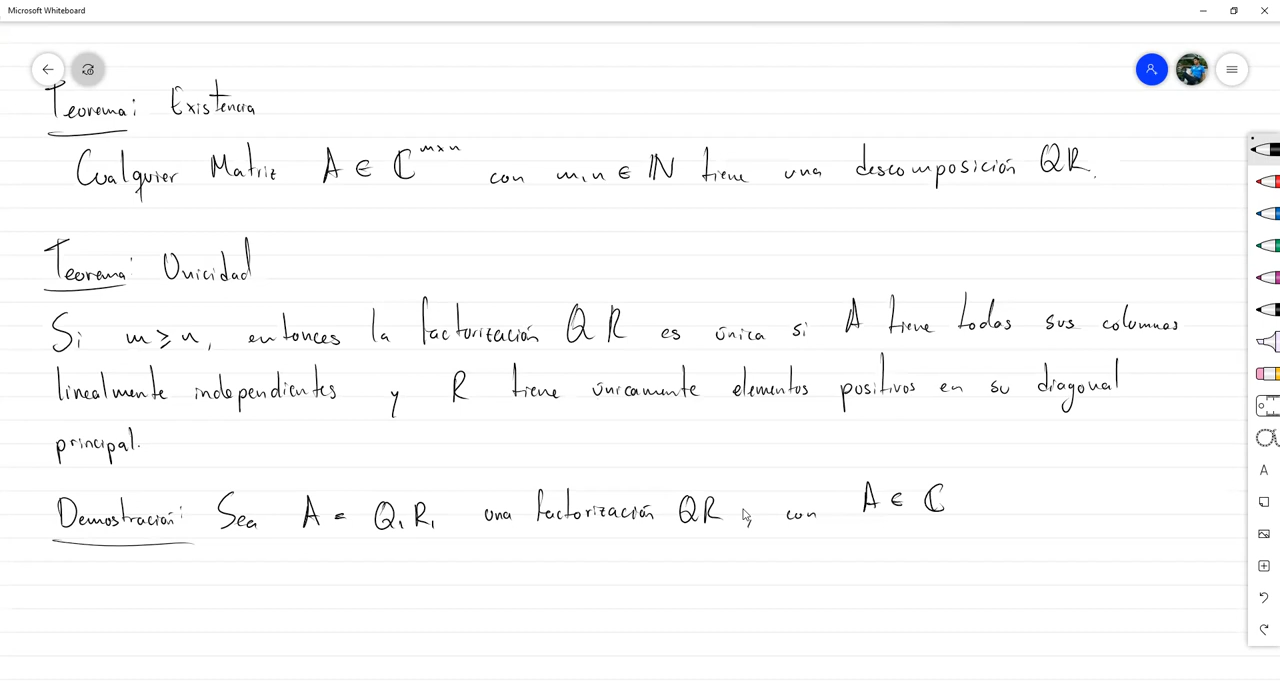 Microsoft Whiteboard
Teorema: Existencia
Cualquier Matriz A ∈ ℂ^{m×n} con m,n ∈ ℕ tiene una descomposición QR.
Teorema: Unicidad
Si m ≥ n, entonces la factorización QR es única si A tiene todas sus columnas
linealmente independientes y R tiene únicamente elementos positivos en su diagonal
principal.
Demostración: Sea A = Q₁R₁ una factorización QR, con A ∈ ℂ
A